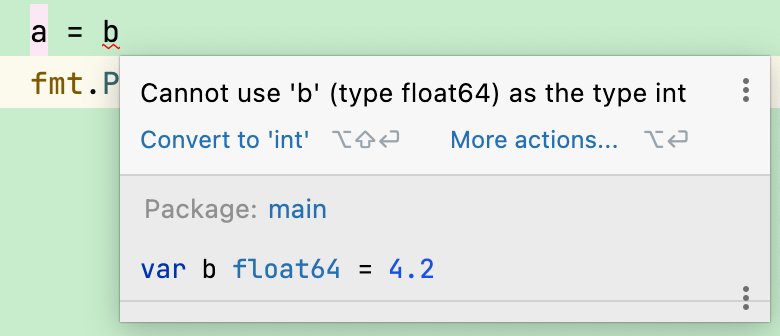 a = b
fmt.P
Cannot use 'b' (type float64) as the type int
Convert to 'int' ⌥⇧⏎ More actions... ⌥⏎
Package: main
var b float64 = 4.2